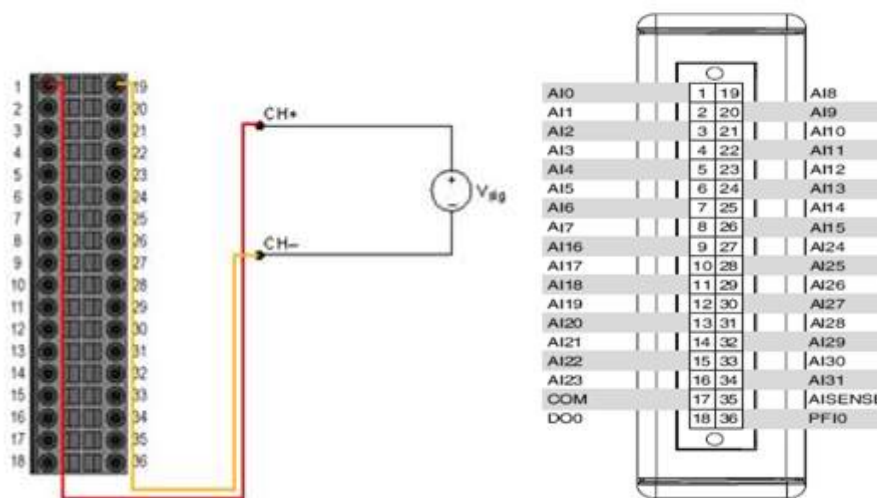 1 19
2 20
3 21
4 22
5 23
6 24
7 25
8 26
9 27
10 28
11 29
12 30
13 31
14 32
15 33
16 34
17 35
18 36
CH+
Vsig
CH−
AI0 1 19 AI8
AI1 2 20 AI9
AI2 3 21 AI10
AI3 4 22 AI11
AI4 5 23 AI12
AI5 6 24 AI13
AI6 7 25 AI14
AI7 8 26 AI15
AI16 9 27 AI24
AI17 10 28 AI25
AI18 11 29 AI26
AI19 12 30 AI27
AI20 13 31 AI28
AI21 14 32 AI29
AI22 15 33 AI30
AI23 16 34 AI31
COM 17 35 AISENSE
DO0 18 36 PFI0